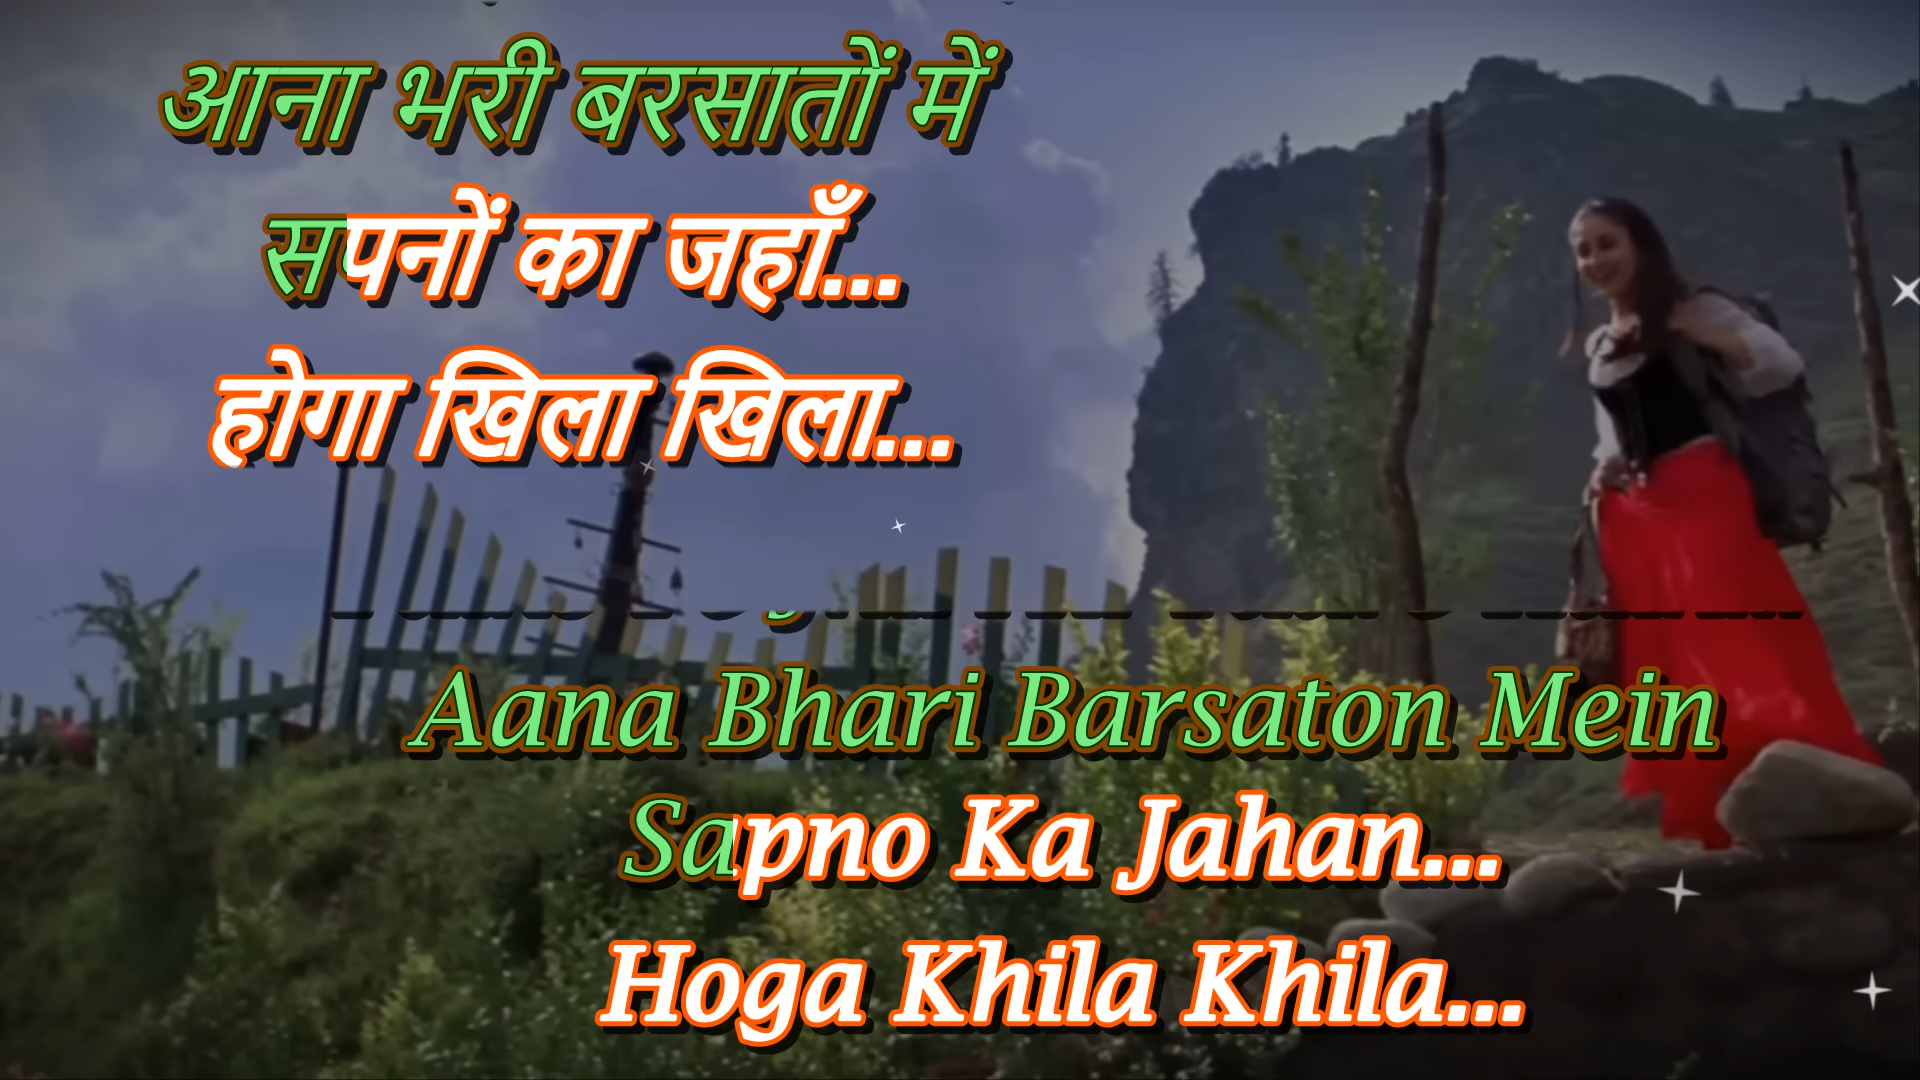 आना भरी बरसातों में
सपनों का जहाँ...
होगा खिला खिला...
Aana Bhari Barsaton Mein
Sapno Ka Jahan...
Hoga Khila Khila...